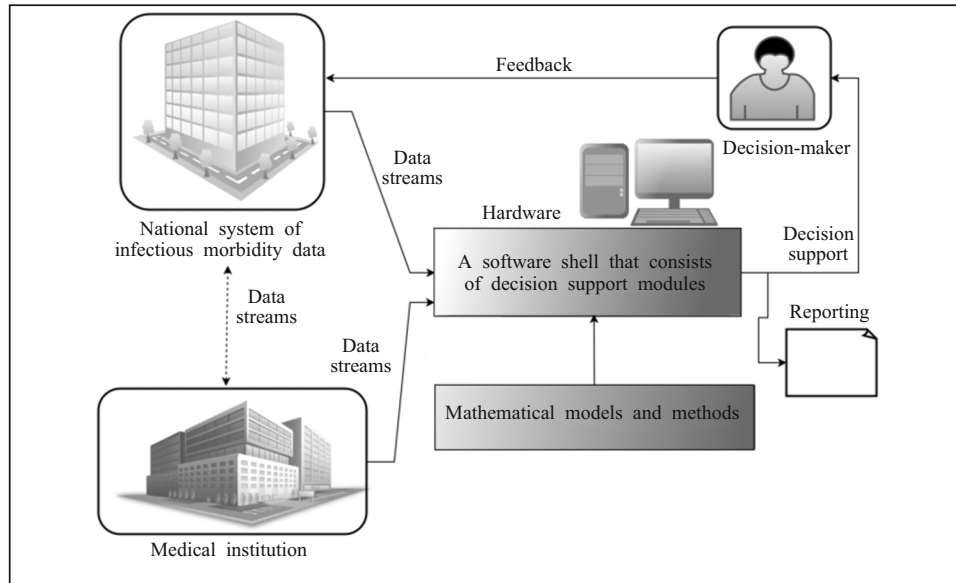 Feedback
Decision-maker
Data
streams
Hardware
National system of
infectious morbidity data
A software shell that consists
of decision support modules
Decision
support
Data
streams
Reporting
Data
streams
Mathematical models and methods
Medical institution